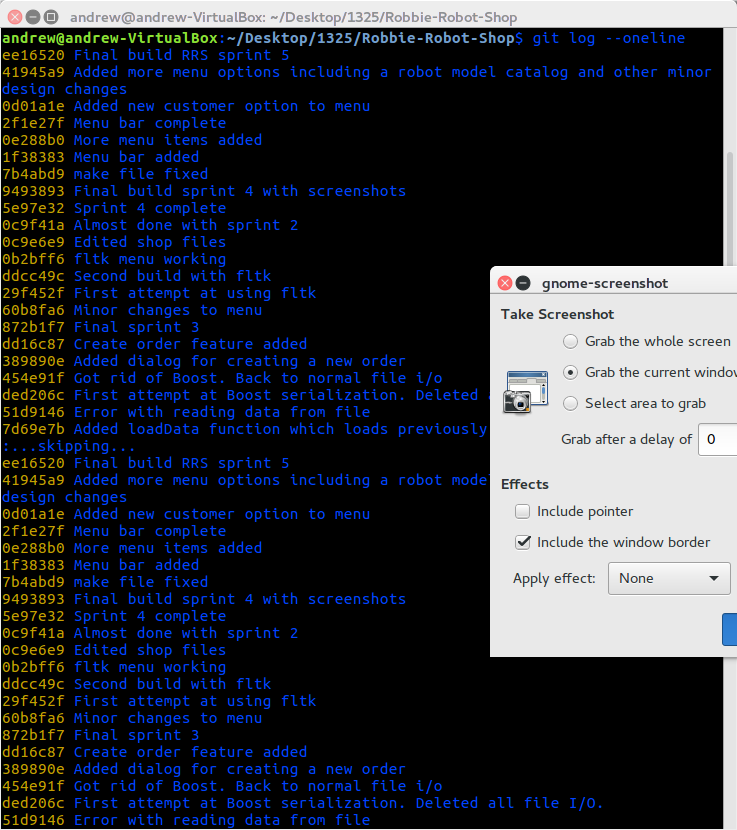 andrew@andrew-VirtualBox: ~/Desktop/1325/Robbie-Robot-Shop
andrew@andrew-VirtualBox:~/Desktop/1325/Robbie-Robot-Shop$ git log --oneline
ee16520 Final build RRS sprint 5
41945a9 Added more menu options including a robot model catalog and other minor
design changes
0d01a1e Added new customer option to menu
2f1e27f Menu bar complete
0e288b0 More menu items added
1f38383 Menu bar added
7b4abd9 make file fixed
9493893 Final build sprint 4 with screenshots
5e97e32 Sprint 4 complete
0c9f41a Almost done with sprint 2
0c9e6e9 Edited shop files
0b2bff6 fltk menu working
ddcc49c Second build with fltk
29f452f First attempt at using fltk
60b8fa6 Minor changes to menu
872b1f7 Final sprint 3
dd16c87 Create order feature added
389890e Added dialog for creating a new order
454e91f Got rid of Boost. Back to normal file i/o
ded206c First attempt at Boost serialization. Deleted
51d9146 Error with reading data from file
7d69e7b Added loadData function which loads previously
:...skipping...
ee16520 Final build RRS sprint 5
41945a9 Added more menu options including a robot mode
design changes
0d01a1e Added new customer option to menu
2f1e27f Menu bar complete
0e288b0 More menu items added
1f38383 Menu bar added
7b4abd9 make file fixed
9493893 Final build sprint 4 with screenshots
5e97e32 Sprint 4 complete
0c9f41a Almost done with sprint 2
0c9e6e9 Edited shop files
0b2bff6 fltk menu working
ddcc49c Second build with fltk
29f452f First attempt at using fltk
60b8fa6 Minor changes to menu
872b1f7 Final sprint 3
dd16c87 Create order feature added
389890e Added dialog for creating a new order
454e91f Got rid of Boost. Back to normal file i/o
ded206c First attempt at Boost serialization. Deleted all file I/O.
51d9146 Error with reading data from file
gnome-screenshot
Take Screenshot
Grab the whole screen
Grab the current window
Select area to grab
Grab after a delay of 0
Effects
Include pointer
Include the window border
Apply effect: None